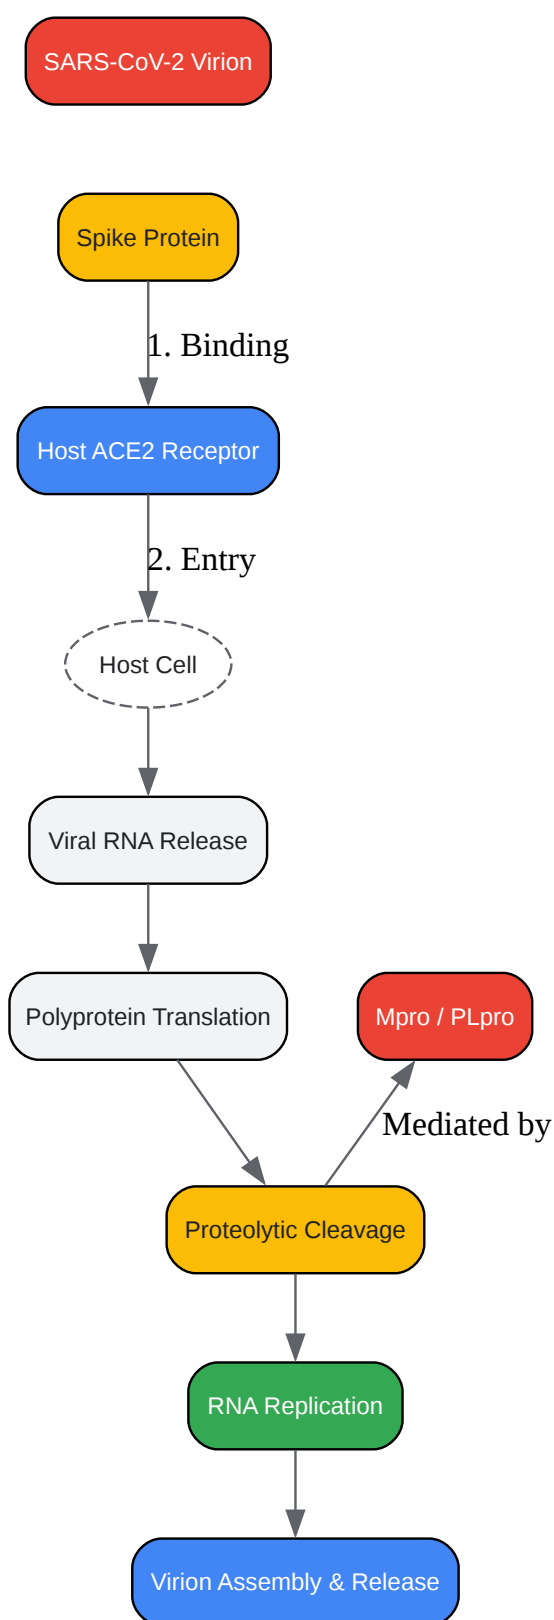 SARS-CoV-2 Virion
Spike Protein
1. Binding
Host ACE2 Receptor
2. Entry
Host Cell
Viral RNA Release
Polyprotein Translation
Mpro / PLpro
Mediated by
Proteolytic Cleavage
RNA Replication
Virion Assembly & Release